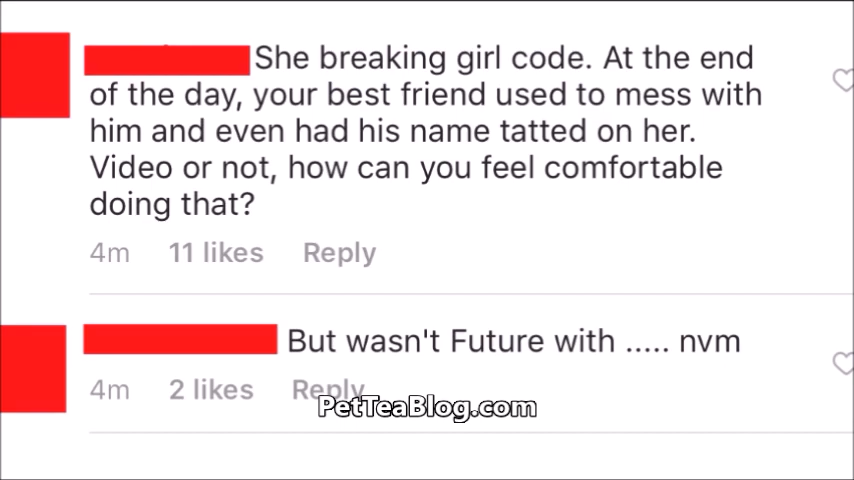 She breaking girl code. At the end
of the day, your best friend used to mess with
him and even had his name tatted on her.
Video or not, how can you feel comfortable
doing that?
4m 11 likes Reply
But wasn't Future with ..... nvm
4m 2 likes Reply
PetTeaBlog.com